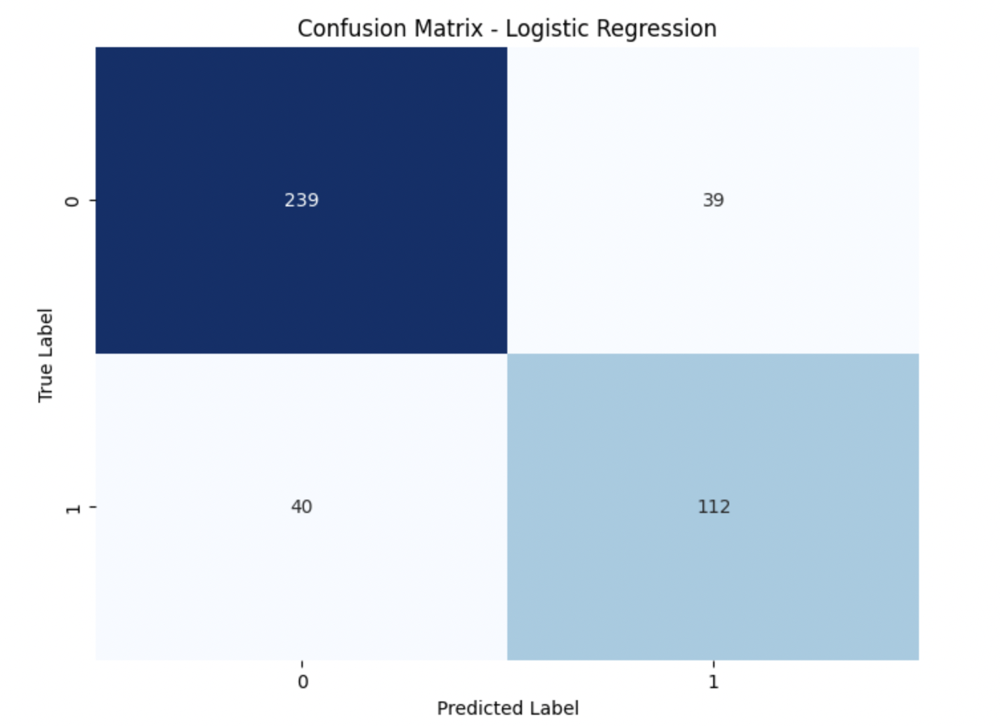 Confusion Matrix - Logistic Regression
0
239
39
True Label
1
40
112
0
1
Predicted Label